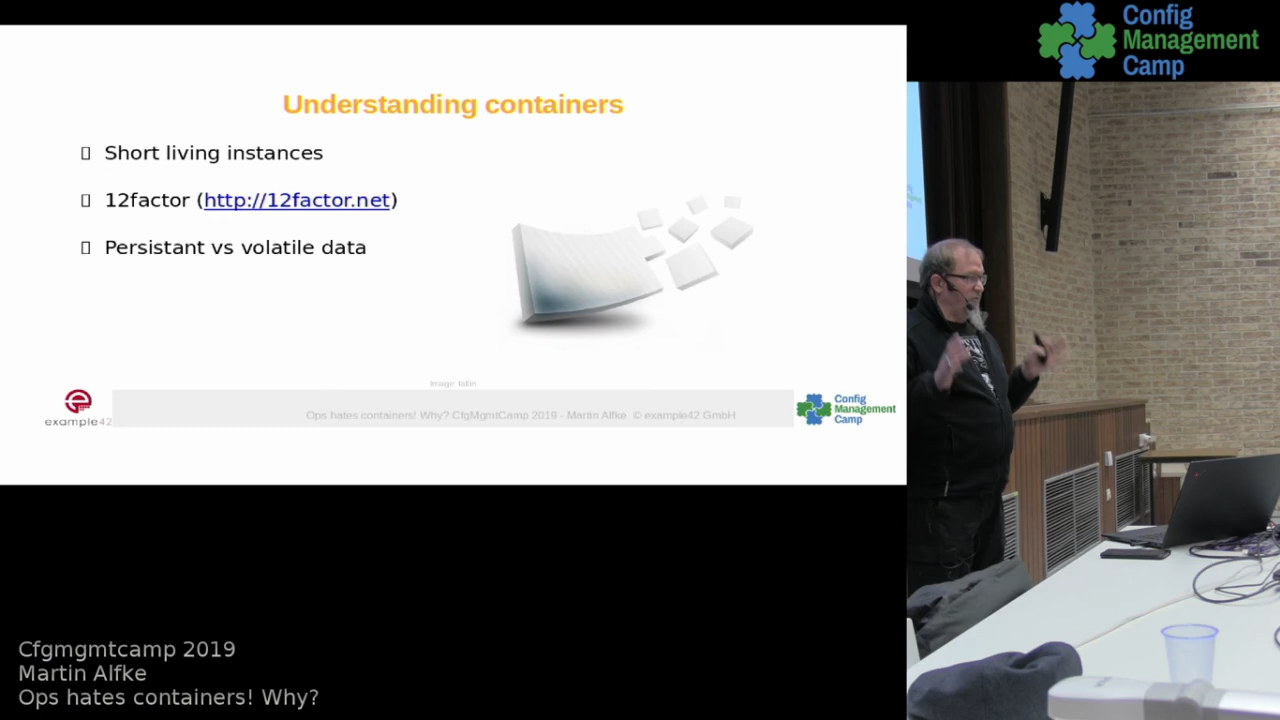 Config
Management
Camp
Understanding containers
Short living instances
12factor (http://12factor.net)
Persistant vs volatile data
example42
Ops hates containers! Why? CfgMgmtCamp 2019 - Martin Alfke © example42 GmbH
Config
Management
Camp
Cfgmgmtcamp 2019
Martin Alfke
Ops hates containers! Why?